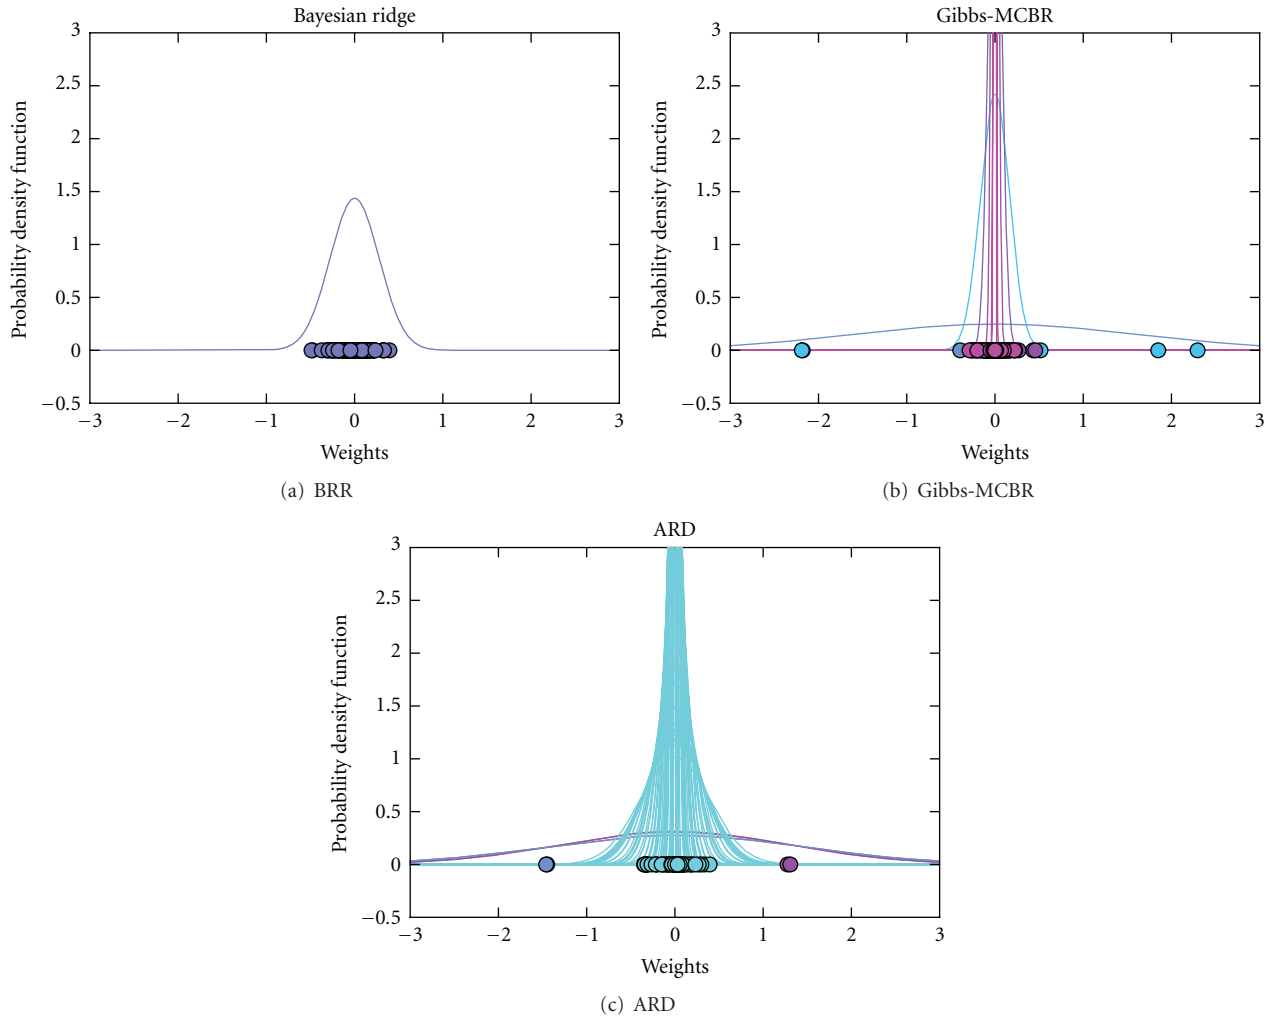 Bayesian ridge
3
2.5
2
1.5
1
0.5
0
−0.5
−3 −2 −1 0 1 2 3
Probability density function
Weights
(a) BRR
Gibbs-MCBR
3
2.5
2
1.5
1
0.5
0
−0.5
−3 −2 −1 0 1 2 3
Probability density function
Weights
(b) Gibbs-MCBR
ARD
3
2.5
2
1.5
1
0.5
0
−0.5
−3 −2 −1 0 1 2 3
Probability density function
Weights
(c) ARD